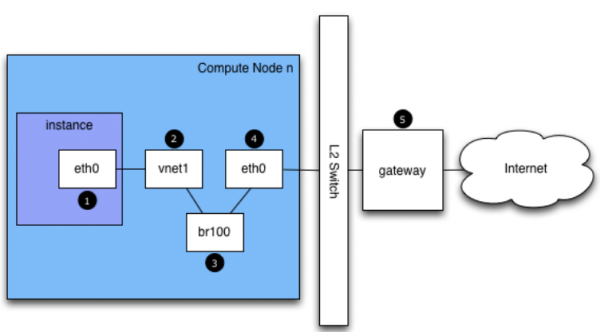 Compute Node n
instance
eth0
1
2
vnet1
4
eth0
br100
3
L2 Switch
5
gateway
Internet